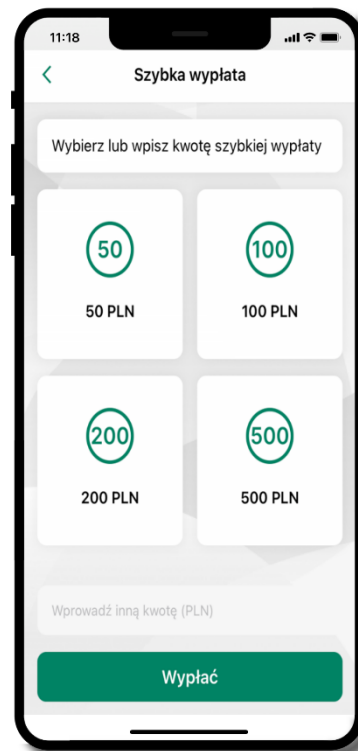 11:18
Szybka wypłata
Wybierz lub wpisz kwotę szybkiej wypłaty
50
100
50 PLN
100 PLN
200
500
200 PLN
500 PLN
Wprowadź inną kwotę (PLN)
Wypłać